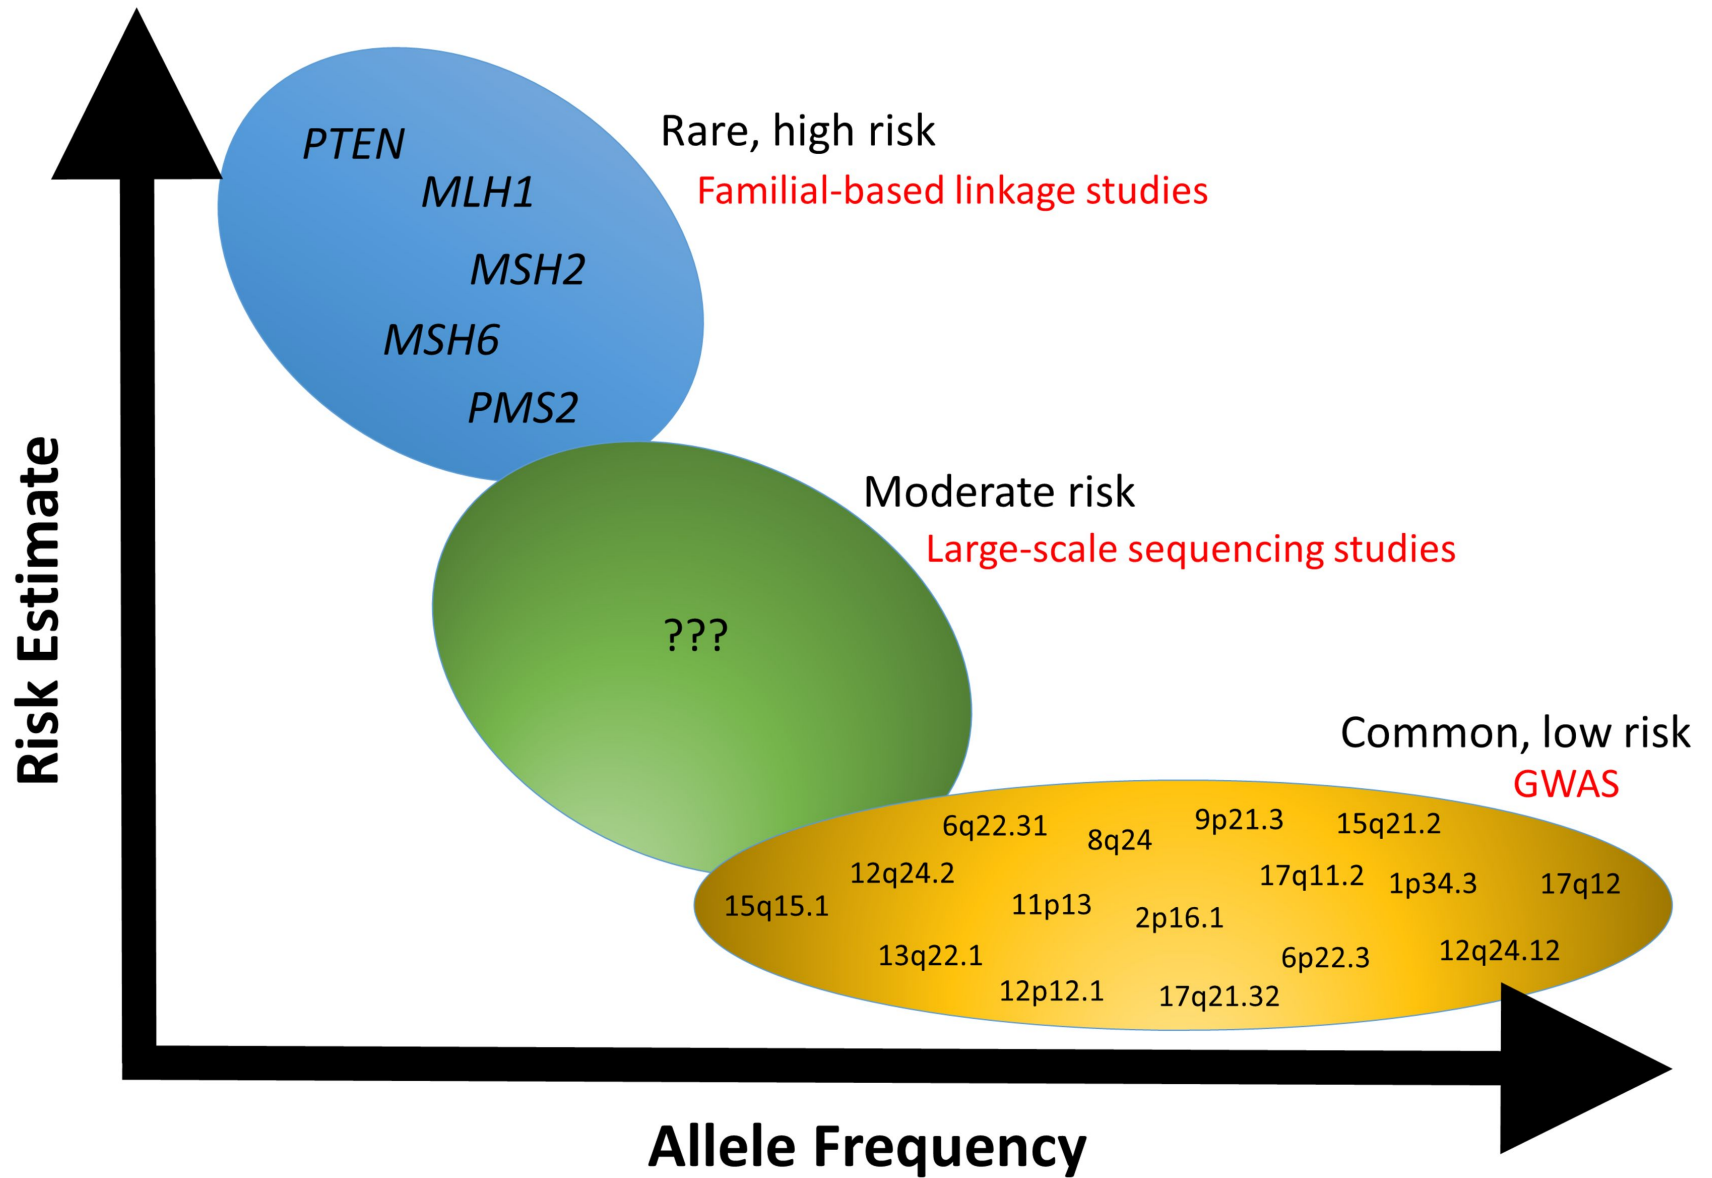 PTEN
Rare, high risk
MLH1
Familial-based linkage studies
MSH2
MSH6
PMS2
Moderate risk
Large-scale sequencing studies
???
Common, low risk
GWAS
6q22.31
8q24
9p21.3
15q21.2
12q24.2
17q11.2
1p34.3
17q12
15q15.1
11p13
2p16.1
13q22.1
6p22.3
12q24.12
12p12.1
17q21.32
Risk Estimate
Allele Frequency